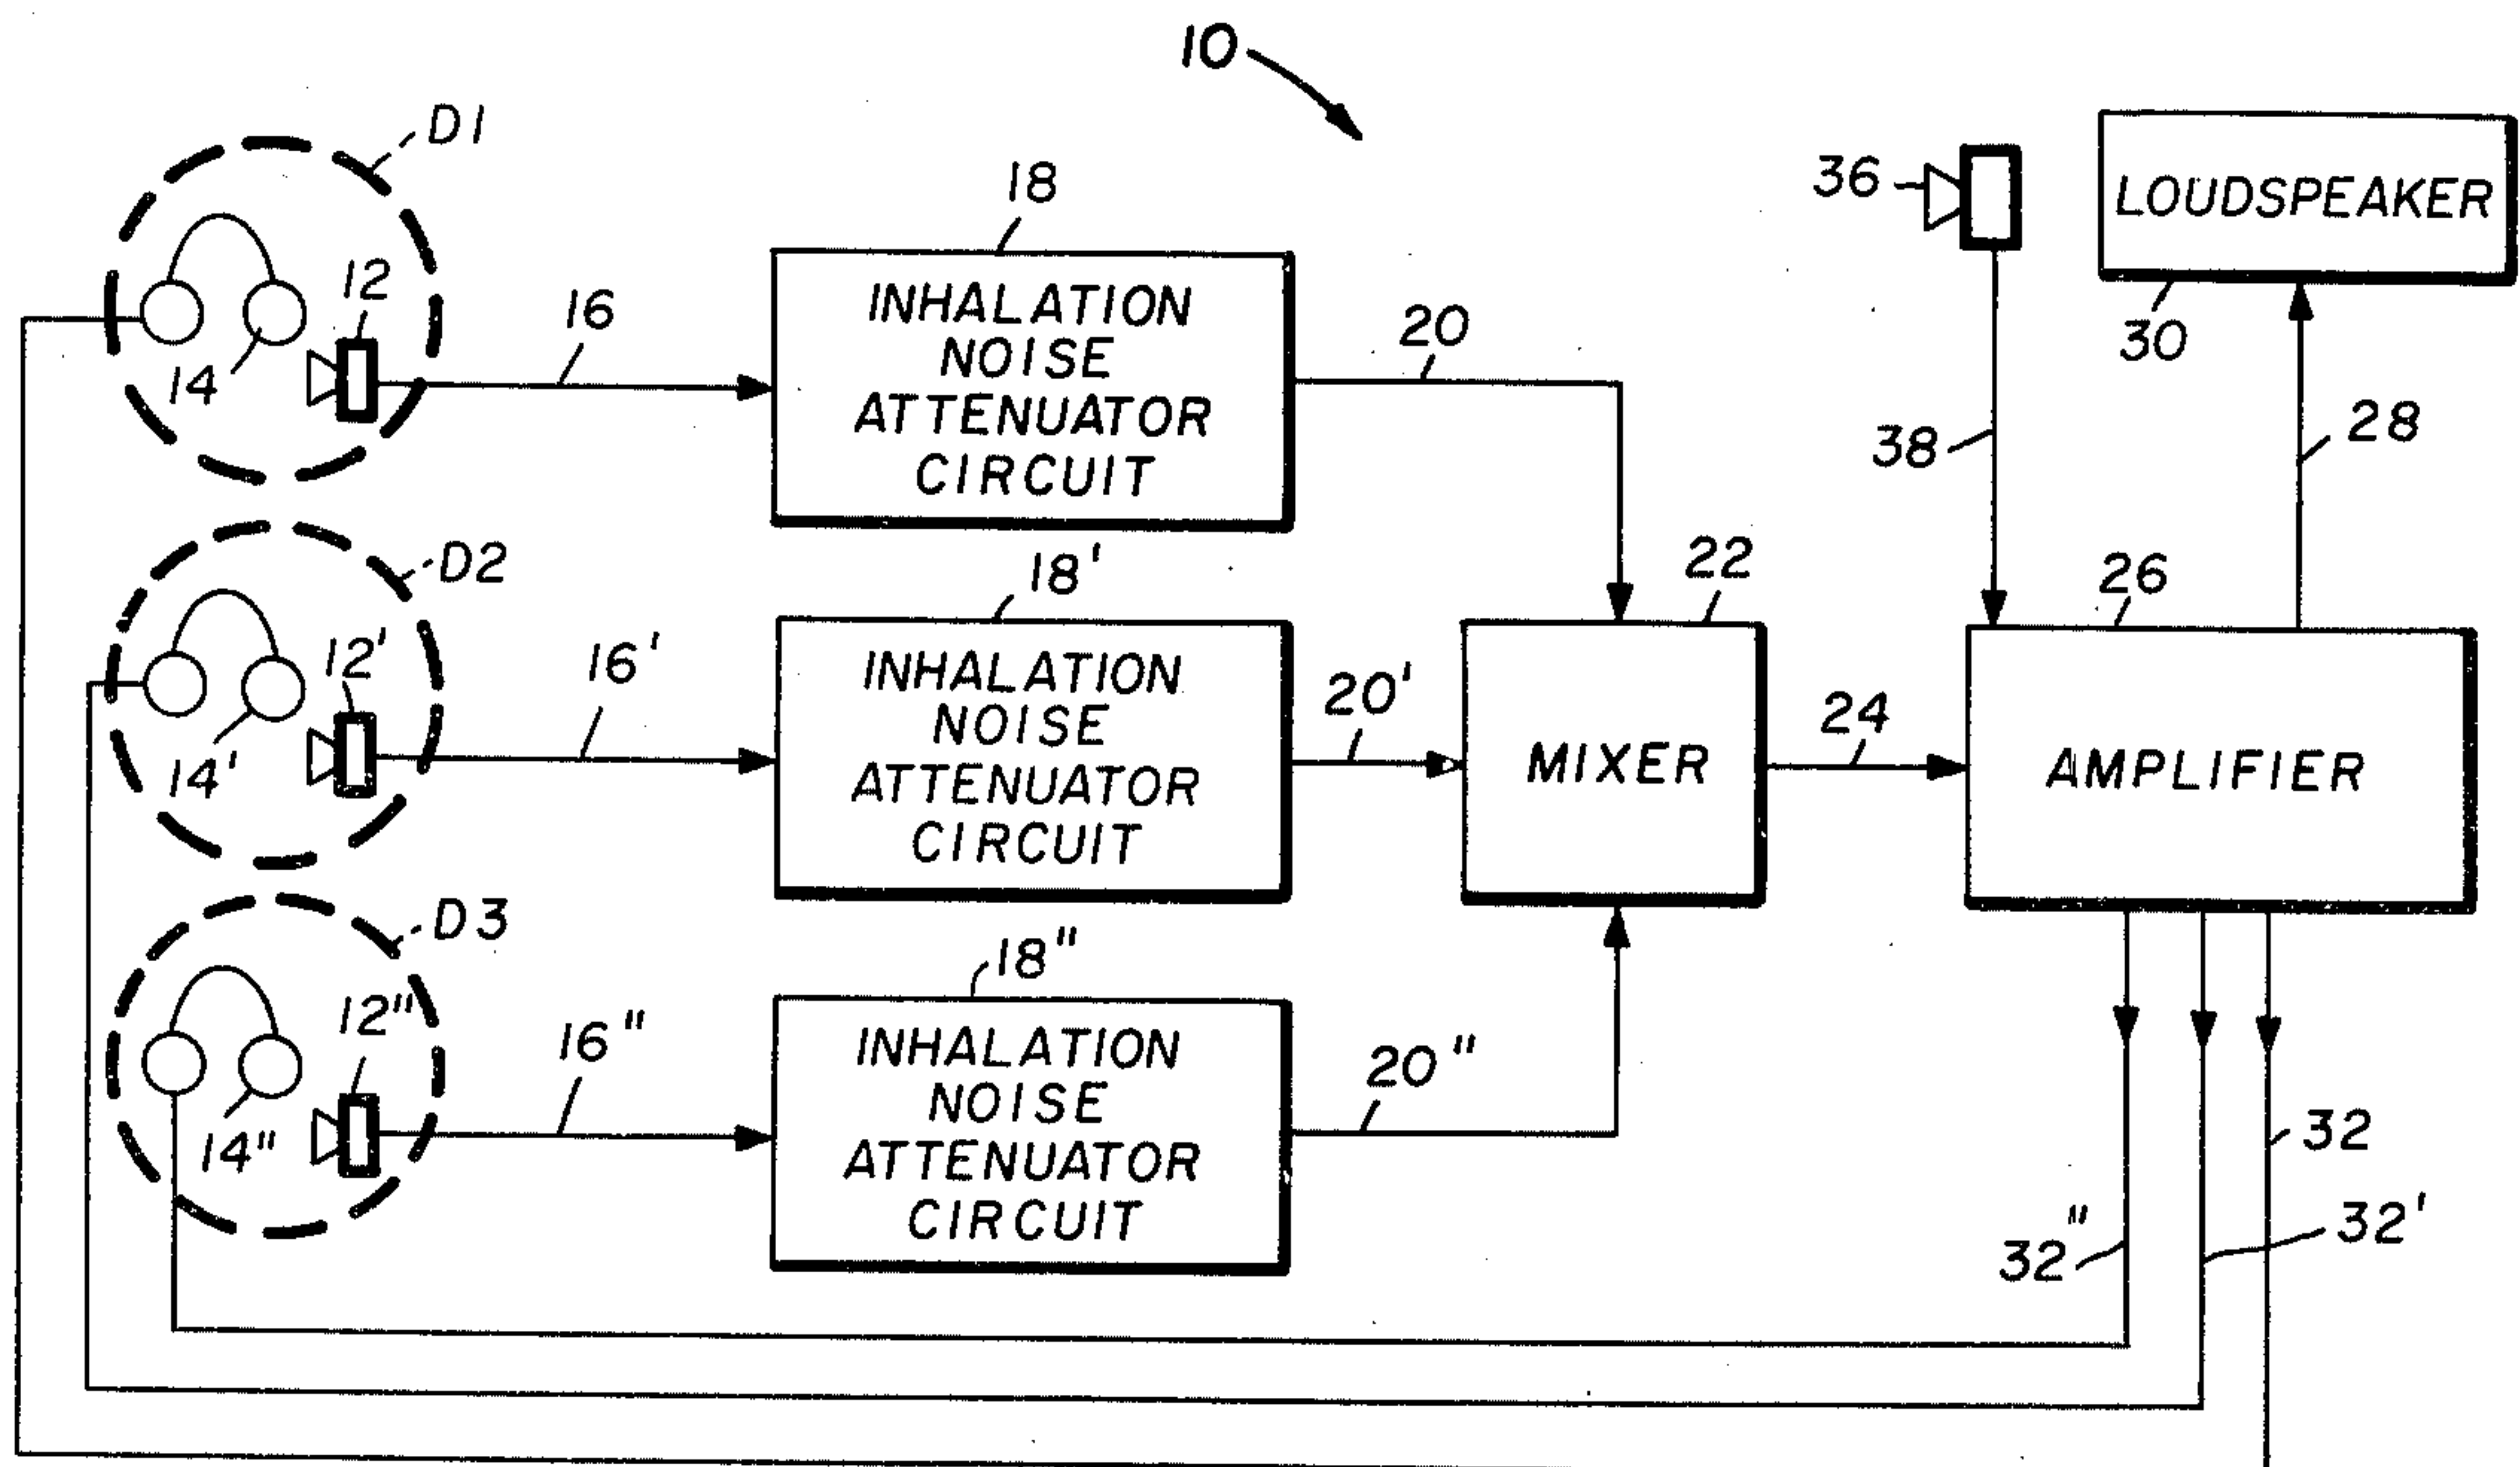 10
D1
12
14
16
18
INHALATION
NOISE
ATTENUATOR
CIRCUIT
20
36
38
LOUDSPEAKER
30
28
D2
12'
14'
16'
18'
INHALATION
NOISE
ATTENUATOR
CIRCUIT
20'
22
MIXER
24
26
AMPLIFIER
D3
12"
14"
16"
18"
INHALATION
NOISE
ATTENUATOR
CIRCUIT
20"
32
32'
32"